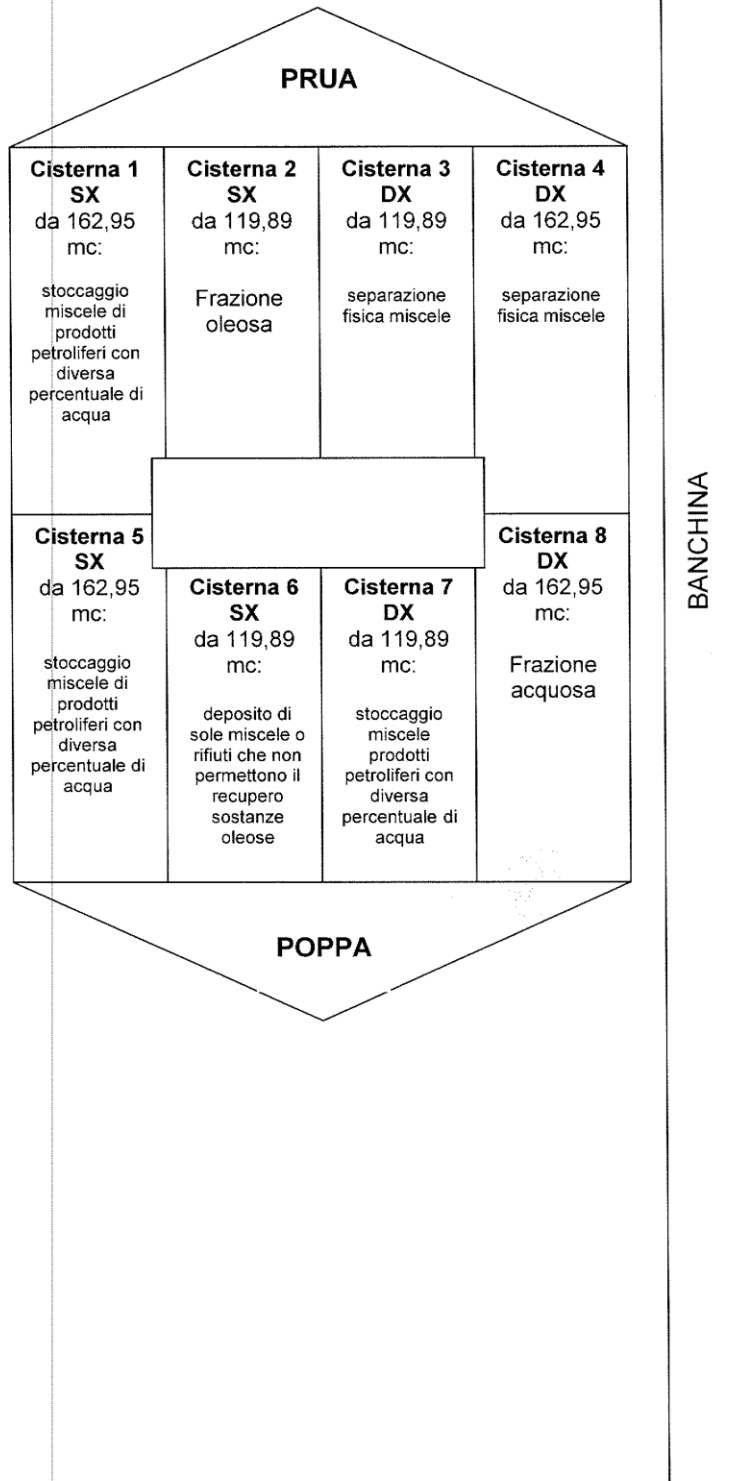 PRUA
Cisterna 1
SX
da 162,95
mc:
stoccaggio
miscele di
prodotti
petroliferi con
diversa
percentuale di
acqua
Cisterna 2
SX
da 119,89
mc:
Frazione
oleosa
Cisterna 3
DX
da 119,89
mc:
separazione
fisica miscele
Cisterna 4
DX
da 162,95
mc:
separazione
fisica miscele
Cisterna 5
SX
da 162,95
mc:
stoccaggio
miscele di
prodotti
petroliferi con
diversa
percentuale di
acqua
Cisterna 6
SX
da 119,89
mc:
deposito di
sole miscele o
rifiuti che non
permettono il
recupero
sostanze
oleose
Cisterna 7
DX
da 119,89
mc:
stoccaggio
miscele
prodotti
petroliferi con
diversa
percentuale di
acqua
Cisterna 8
DX
da 162,95
mc:
Frazione
acquosa
POPPA
BANCHINA